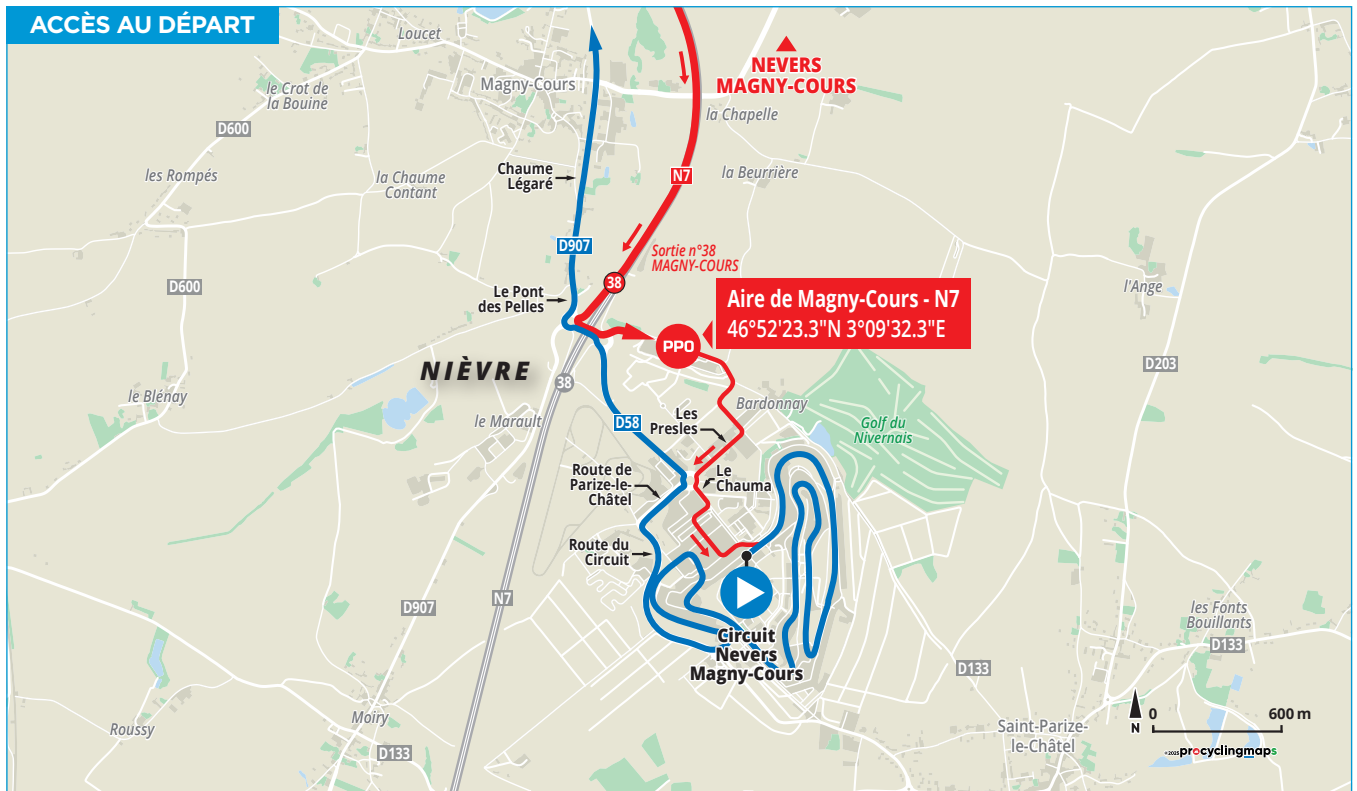 ACCÈS AU DÉPART
Loucet
NEVERS
MAGNY-COURS
Magny-Cours
le Crot de
la Bouine
la Chapelle
D600
Chaume
Légaré
N7
la Beurrière
les Rompés
la Chaume
Contant
D907
Sortie n°38
MAGNY-COURS
38
D600
Le Pont
des Pelles
Aire de Magny-Cours - N7
46°52'23.3"N 3°09'32.3"E
l'Ange
PPO
NIÈVRE
38
D203
le Blénay
le Marault
D58
Les
Presles
Bardonnay
Golf du
Nivernais
Route de
Parize-le-
Châtel
Le
Chauma
Route du
Circuit
N7
D907
Circuit
Nevers
Magny-Cours
les Fonts
Bouillants
D133
D133
Moiry
Roussy
D133
Saint-Parize-
le-Châtel
N
0
600 m
©2025 procyclingmaps